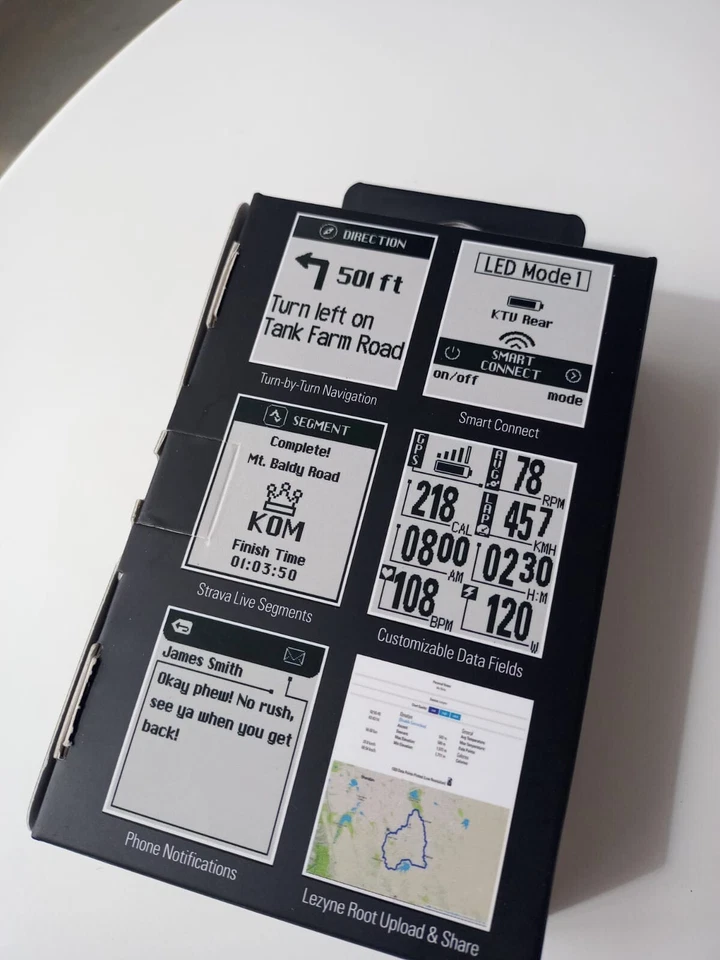 DIRECTION
501 ft
Turn left on
Tank Farm Road
Turn-by-Turn Navigation
LED Mode 1
KTV Rear
SMART
CONNECT
on/off
mode
Smart Connect
SEGMENT
Complete!
Mt. Baldy Road
KOM
Finish Time
01:03:50
Strava Live Segments
GPS
AVG
78
RPM
218
CAL
LAP
457
KMH
0800
AM
0230
H:M
108
BPM
120
W
Customizable Data Fields
James Smith
Okay phew! No rush,
see ya when you get
back!
Phone Notifications
Lezyne Root Upload & Share